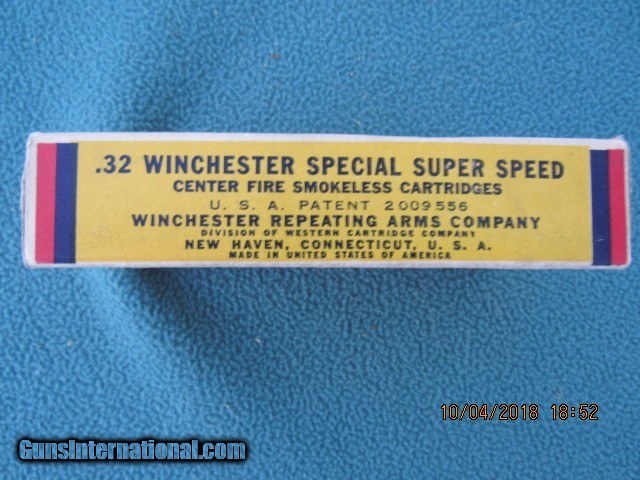 .32 WINCHESTER SPECIAL SUPER SPEED
CENTER FIRE SMOKELESS CARTRIDGES
U. S. A. PATENT 2009556
WINCHESTER REPEATING ARMS COMPANY
DIVISION OF WESTERN CARTRIDGE COMPANY
NEW HAVEN, CONNECTICUT, U. S. A.
MADE IN UNITED STATES OF AMERICA
10/04/2018 18:52
GunsInternational.com